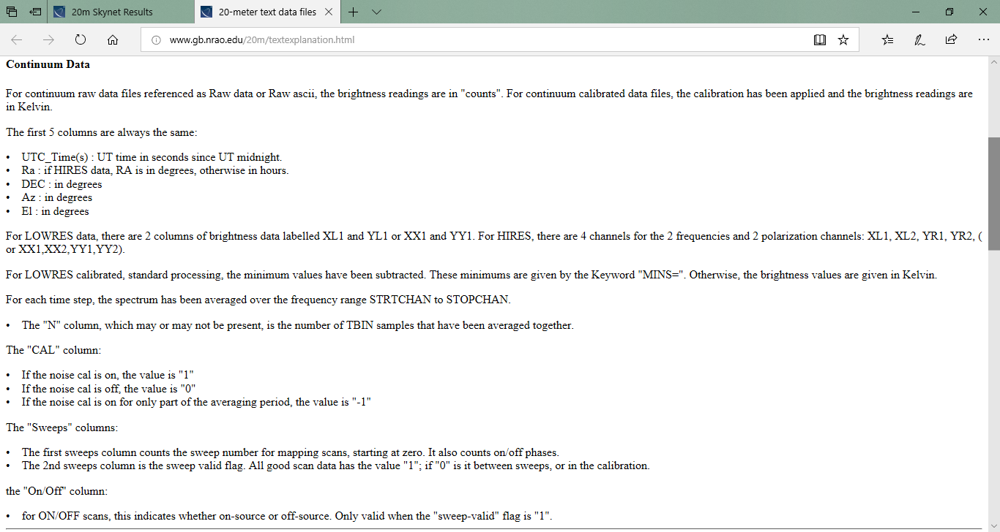 20m Skynet Results
20-meter text data files
www.gb.nrao.edu/20m/textexplanation.html
Continuum Data
For continuum raw data files referenced as Raw data or Raw ascii, the brightness readings are in "counts". For continuum calibrated data files, the calibration has been applied and the brightness readings are
in Kelvin.
The first 5 columns are always the same:
• UTC_Time(s) : UT time in seconds since UT midnight.
• Ra : if HIRES data, RA is in degrees, otherwise in hours.
• DEC : in degrees
• Az : in degrees
• El : in degrees
For LOWRES data, there are 2 columns of brightness data labelled XL1 and YL1 or XX1 and YY1. For HIRES, there are 4 channels for the 2 frequencies and 2 polarization channels: XL1, XL2, YR1, YR2, (
or XX1,XX2,YY1,YY2).
For LOWRES calibrated, standard processing, the minimum values have been subtracted. These minimums are given by the Keyword "MINS=". Otherwise, the brightness values are given in Kelvin.
For each time step, the spectrum has been averaged over the frequency range STRTCHAN to STOPCHAN.
• The "N" column, which may or may not be present, is the number of TBIN samples that have been averaged together.
The "CAL" column:
• If the noise cal is on, the value is "1"
• If the noise cal is off, the value is "0"
• If the noise cal is on for only part of the averaging period, the value is "-1"
The "Sweeps" columns:
• The first sweeps column counts the sweep number for mapping scans, starting at zero. It also counts on/off phases.
• The 2nd sweeps column is the sweep valid flag. All good scan data has the value "1"; if "0" is it between sweeps, or in the calibration.
the "On/Off" column:
• for ON/OFF scans, this indicates whether on-source or off-source. Only valid when the "sweep-valid" flag is "1".